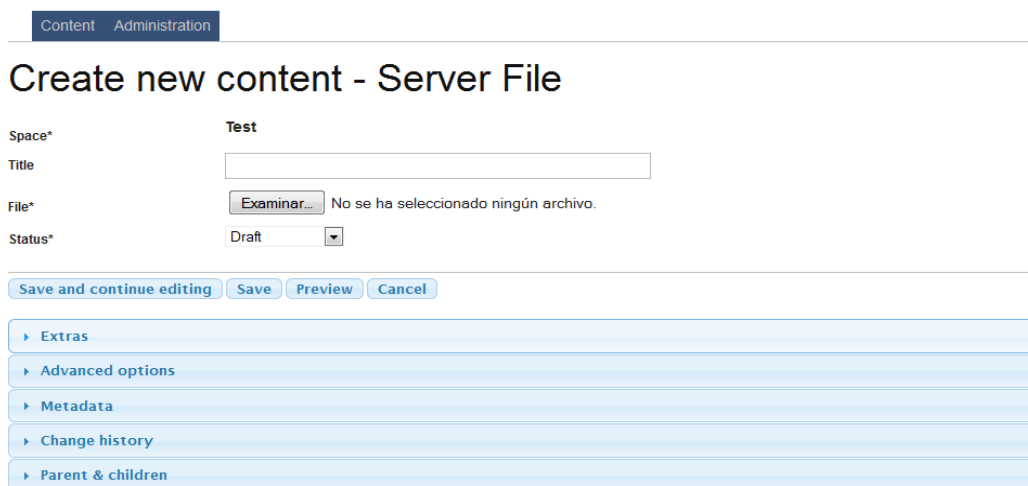 Content Administration
Create new content - Server File
Space* Test
Title
File* Examinar... No se ha seleccionado ningún archivo.
Status* Draft
Save and continue editing Save Preview Cancel
Extras
Advanced options
Metadata
Change history
Parent & children